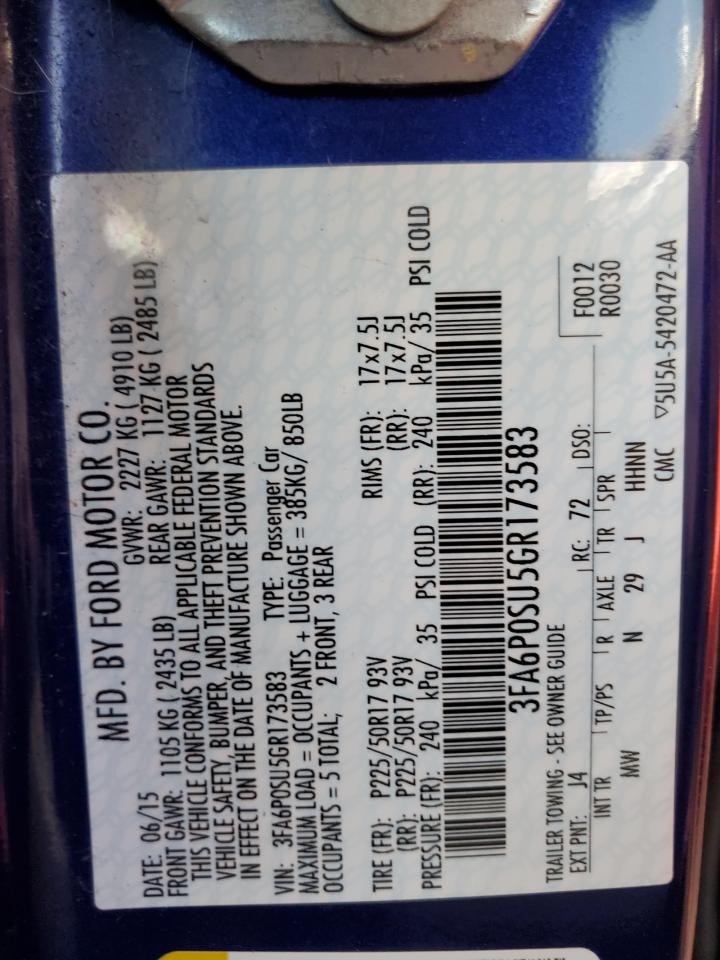 MFD. BY FORD MOTOR CO.
DATE: 06/15 GVWR: 2227 KG ( 4910 LB)
FRONT GAWR: 1105 KG ( 2435 LB) REAR GAWR: 1127 KG ( 2485 LB)
THIS VEHICLE CONFORMS TO ALL APPLICABLE FEDERAL MOTOR
VEHICLE SAFETY, BUMPER, AND THEFT PREVENTION STANDARDS
IN EFFECT ON THE DATE OF MANUFACTURE SHOWN ABOVE.
VIN: 3FA6P0SU5GR173583 TYPE: Passenger Car
MAXIMUM LOAD = OCCUPANTS + LUGGAGE = 385KG/ 850LB
OCCUPANTS = 5 TOTAL; 2 FRONT, 3 REAR
TIRE (FR): P225/50R17 93V RIMS (FR): 17x7.5J
(RR): P225/50R17 93V (RR): 17x7.5J
PRESSURE (FR): 240 kPa/ 35 PSI COLD (RR): 240 kPa/ 35 PSI COLD
3FA6P0SU5GR173583
TRAILER TOWING - SEE OWNER GUIDE F0012
EXT PNT: J4 RC: 72 DSO: R0030
INT TR TP/PS R AXLE TR SPR
MW N 29 J HHNN
CMC ▽5U5A-5420472-AA